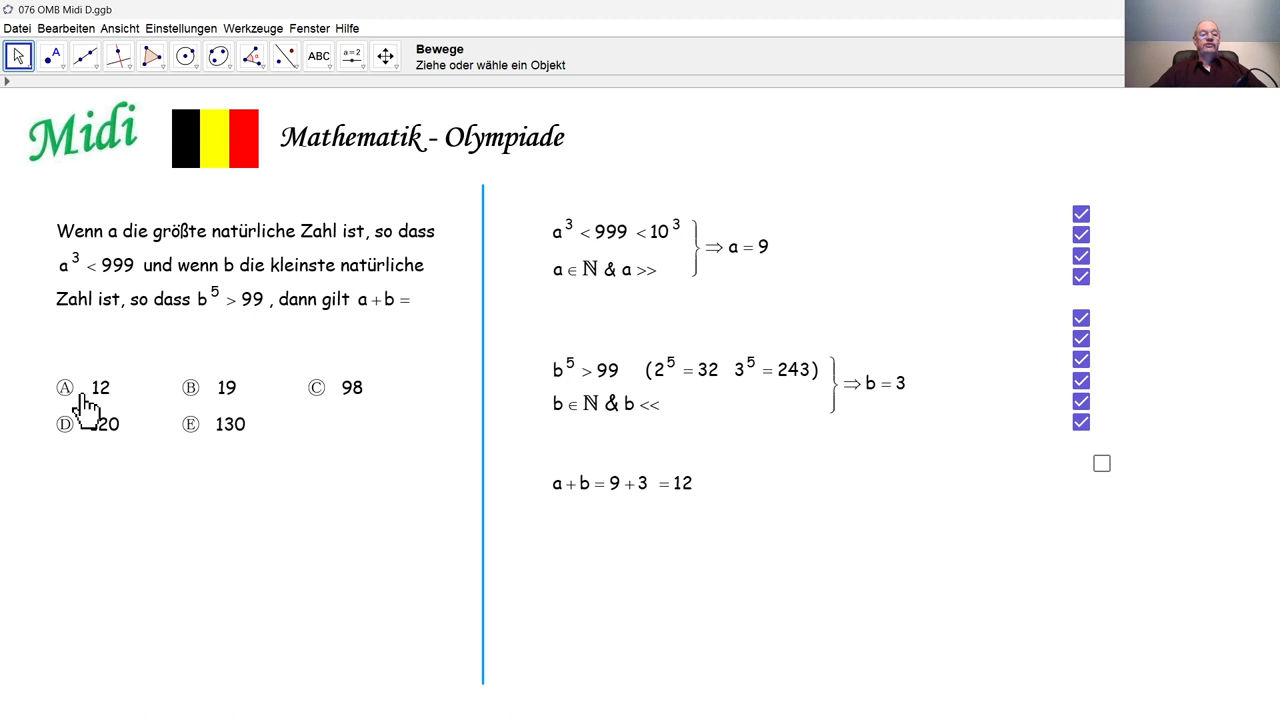 076 OMB Midi D.ggb
Datei Bearbeiten Ansicht Einstellungen Werkzeuge Fenster Hilfe
A ABC a=2
Bewege
Ziehe oder wähle ein Objekt
Midi
Mathematik - Olympiade
Wenn a die größte natürliche Zahl ist, so dass
a³ < 999 und wenn b die kleinste natürliche
Zahl ist, so dass b⁵ > 99 , dann gilt a + b =
Ⓐ 12 Ⓑ 19 Ⓒ 98
Ⓓ 20 Ⓔ 130
a³ < 999 < 10³
a ∈ ℕ & a >>
⇒ a = 9
b⁵ > 99 (2⁵ = 32 3⁵ = 243)
b ∈ ℕ & b <<
⇒ b = 3
a + b = 9 + 3 = 12